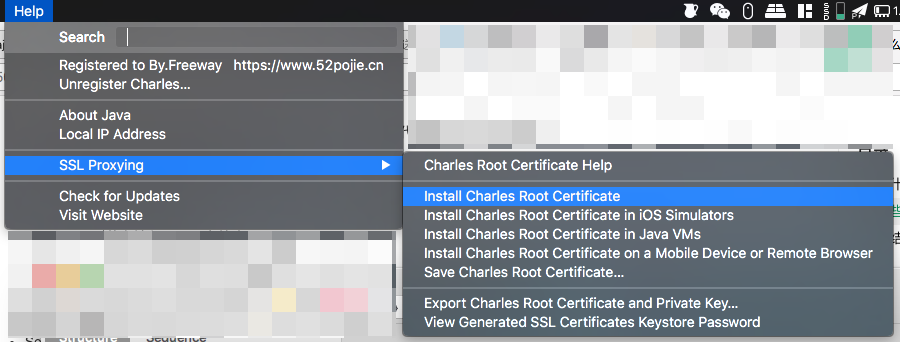 Help
Search
Registered to By.Freeway https://www.52pojie.cn
Unregister Charles...
About Java
Local IP Address
SSL Proxying
Check for Updates
Visit Website
Charles Root Certificate Help
Install Charles Root Certificate
Install Charles Root Certificate in iOS Simulators
Install Charles Root Certificate in Java VMs
Install Charles Root Certificate on a Mobile Device or Remote Browser
Save Charles Root Certificate...
Export Charles Root Certificate and Private Key...
View Generated SSL Certificates Keystore Password
Structure Sequence